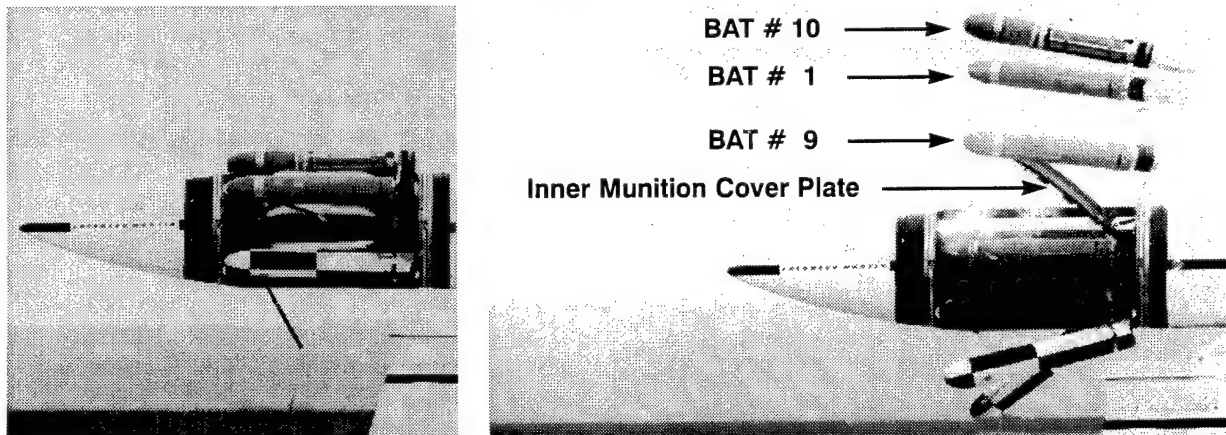 BAT # 10
BAT # 1
BAT # 9
Inner Munition Cover Plate